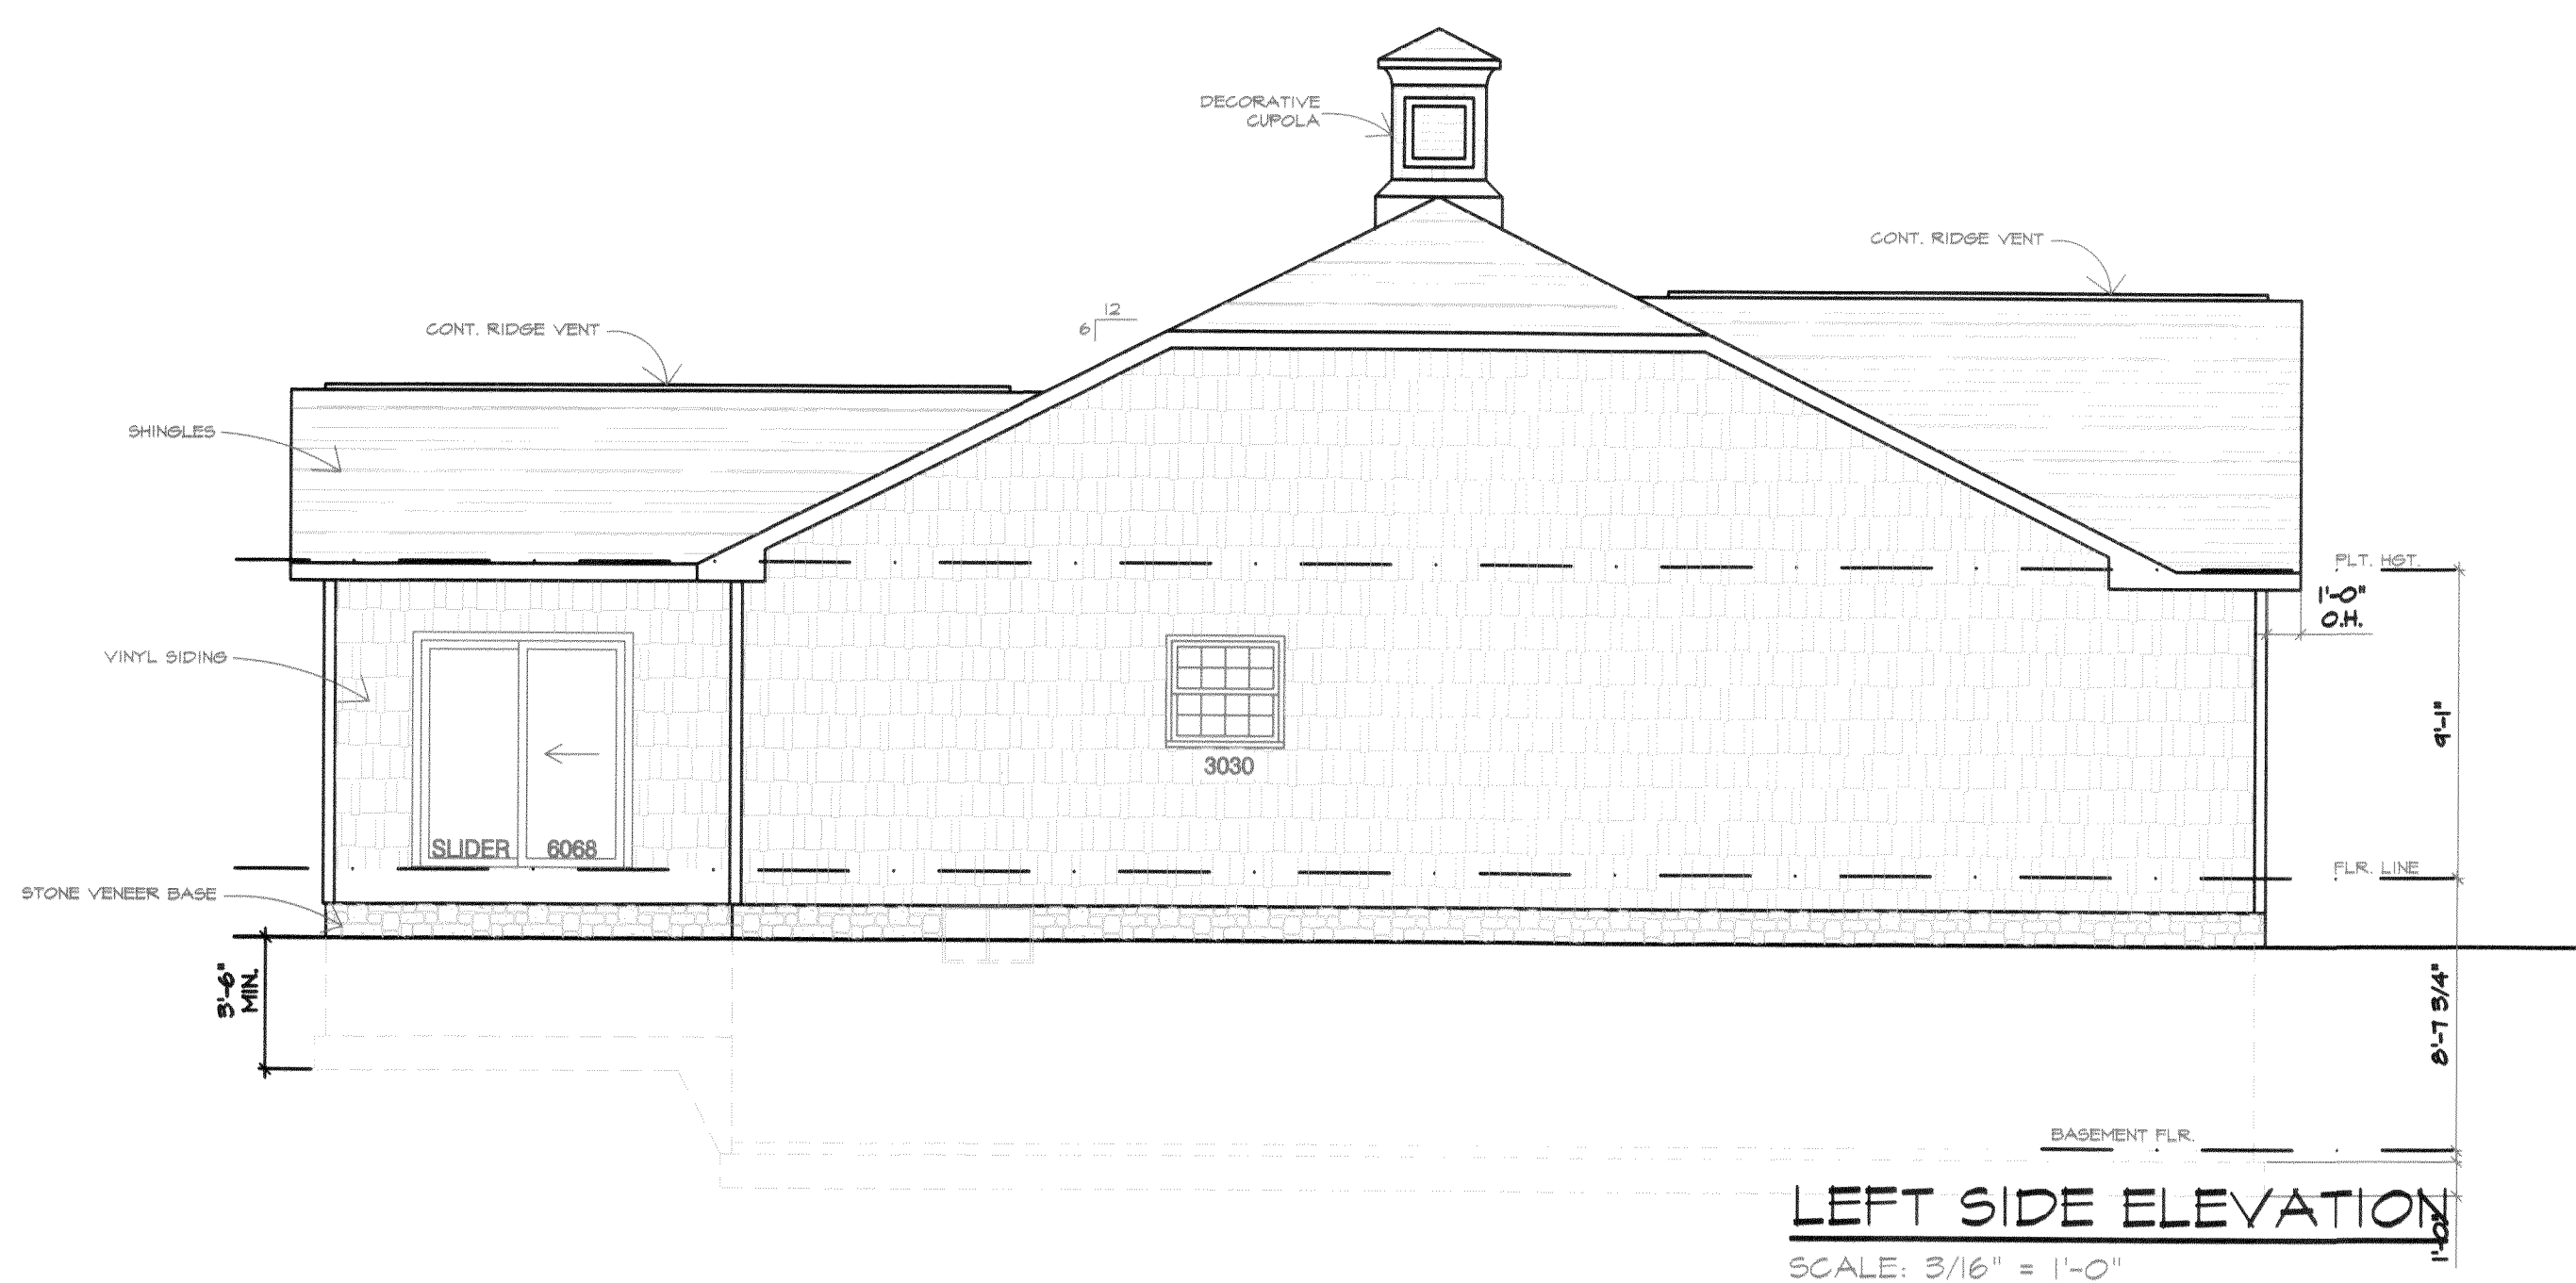 DECORATIVE
CUPOLA
CONT. RIDGE VENT
12
6
CONT. RIDGE VENT
SHINGLES
PLT. HGT.
1'-0"
O.H.
VINYL SIDING
9'-1"
3030
SLIDER 6068
FLR. LINE
STONE VENEER BASE
3'-6"
MIN.
8'-7 3/4"
BASEMENT FLR.
LEFT SIDE ELEVATION
1'-0"
SCALE: 3/16" = 1'-0"